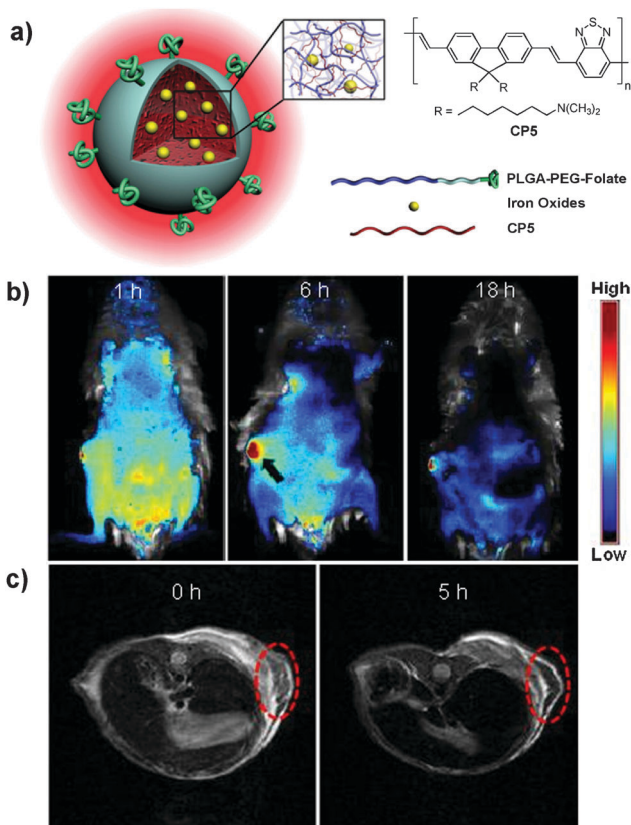 a)
S
N N
n
R R
R = N(CH3)2
CP5
PLGA-PEG-Folate
Iron Oxides
CP5
b)
1 h 6 h 18 h
High
Low
c)
0 h 5 h